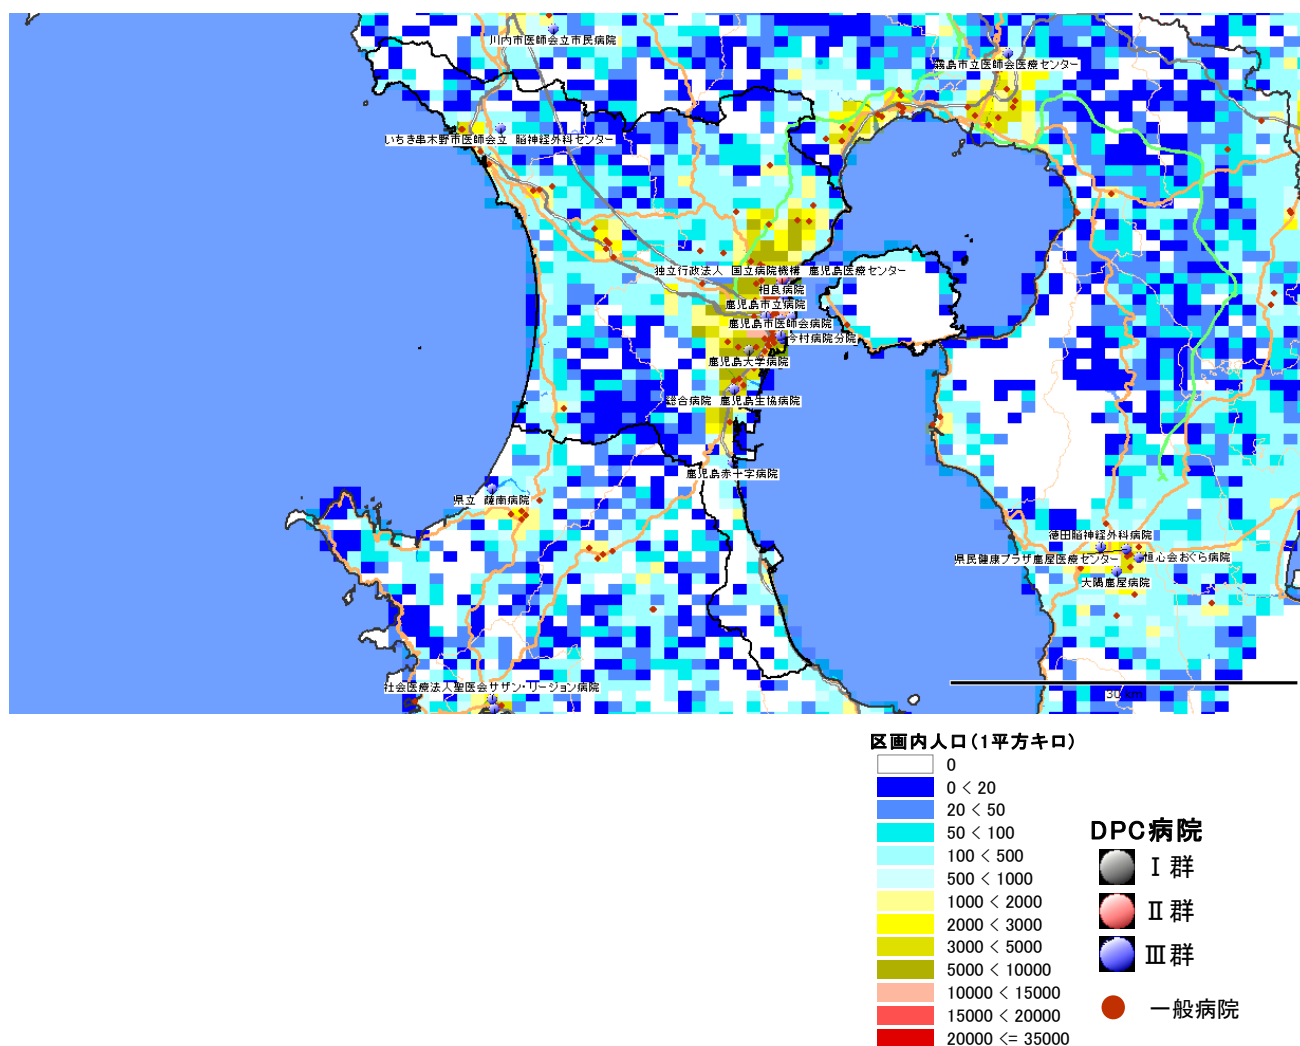 川内市医師会立市民病院
霧島市立医師会医療センター
いちき串木野市医師会立 脳神経外科センター
独立行政法人 国立病院機構 鹿児島医療センター
相良病院
鹿児島市立病院
鹿児島市医師会病院
今村病院分院
鹿児島大学病院
総合病院 鹿児島生協病院
鹿児島赤十字病院
県立 薩南病院
徳田脳神経外科病院
県民健康プラザ鹿屋医療センター
恒心会おぐら病院
大隅鹿屋病院
社会医療法人聖医会サザン・リージョン病院
30 km
区画内人口(1平方キロ)
0
0 < 20
20 < 50
50 < 100
100 < 500
500 < 1000
1000 < 2000
2000 < 3000
3000 < 5000
5000 < 10000
10000 < 15000
15000 < 20000
20000 <= 35000
DPC病院
Ⅰ群
Ⅱ群
Ⅲ群
一般病院